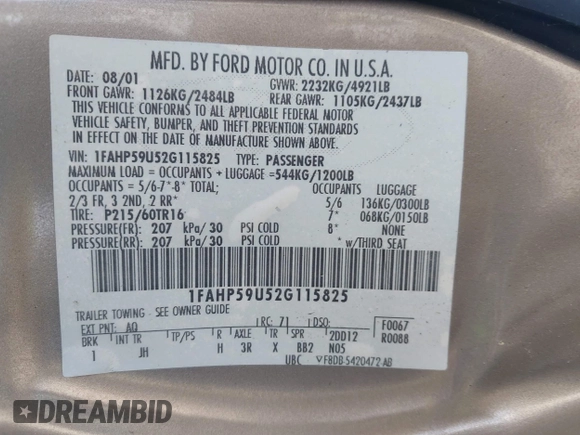 MFD. BY FORD MOTOR CO. IN U.S.A.
DATE: 08/01 GVWR: 2232KG/4921LB
FRONT GAWR: 1126KG/2484LB REAR GAWR: 1105KG/2437LB
THIS VEHICLE CONFORMS TO ALL APPLICABLE FEDERAL MOTOR
VEHICLE SAFETY, BUMPER, AND THEFT PREVENTION STANDARDS
IN EFFECT ON THE DATE OF MANUFACTURE SHOWN ABOVE.
VIN: 1FAHP59U52G115825 TYPE: PASSENGER
MAXIMUM LOAD = OCCUPANTS + LUGGAGE = 544KG/1200LB
OCCUPANTS = 5/6-7*-8* TOTAL; OCCUPANTS LUGGAGE
2/3 FR, 3 2ND, 2 RR* 5/6 136KG/0300LB
TIRE: P215/60TR16 7* 068KG/0150LB
PRESSURE(FR) 207 kPa/30 PSI COLD 8* NONE
PRESSURE(RR) 207 kPa/30 PSI COLD * W/THIRD SEAT
1FAHP59U52G115825
TRAILER TOWING - SEE OWNER GUIDE
EXT PNT: AQ RC: 71 DSO: F0067
BRK INT TR TP/PS R AXLE TR SPR 2DD12 R0088
1 JH H 3R X BB2 N05
UBC VF8DB-5420472 AB
DREAMBID